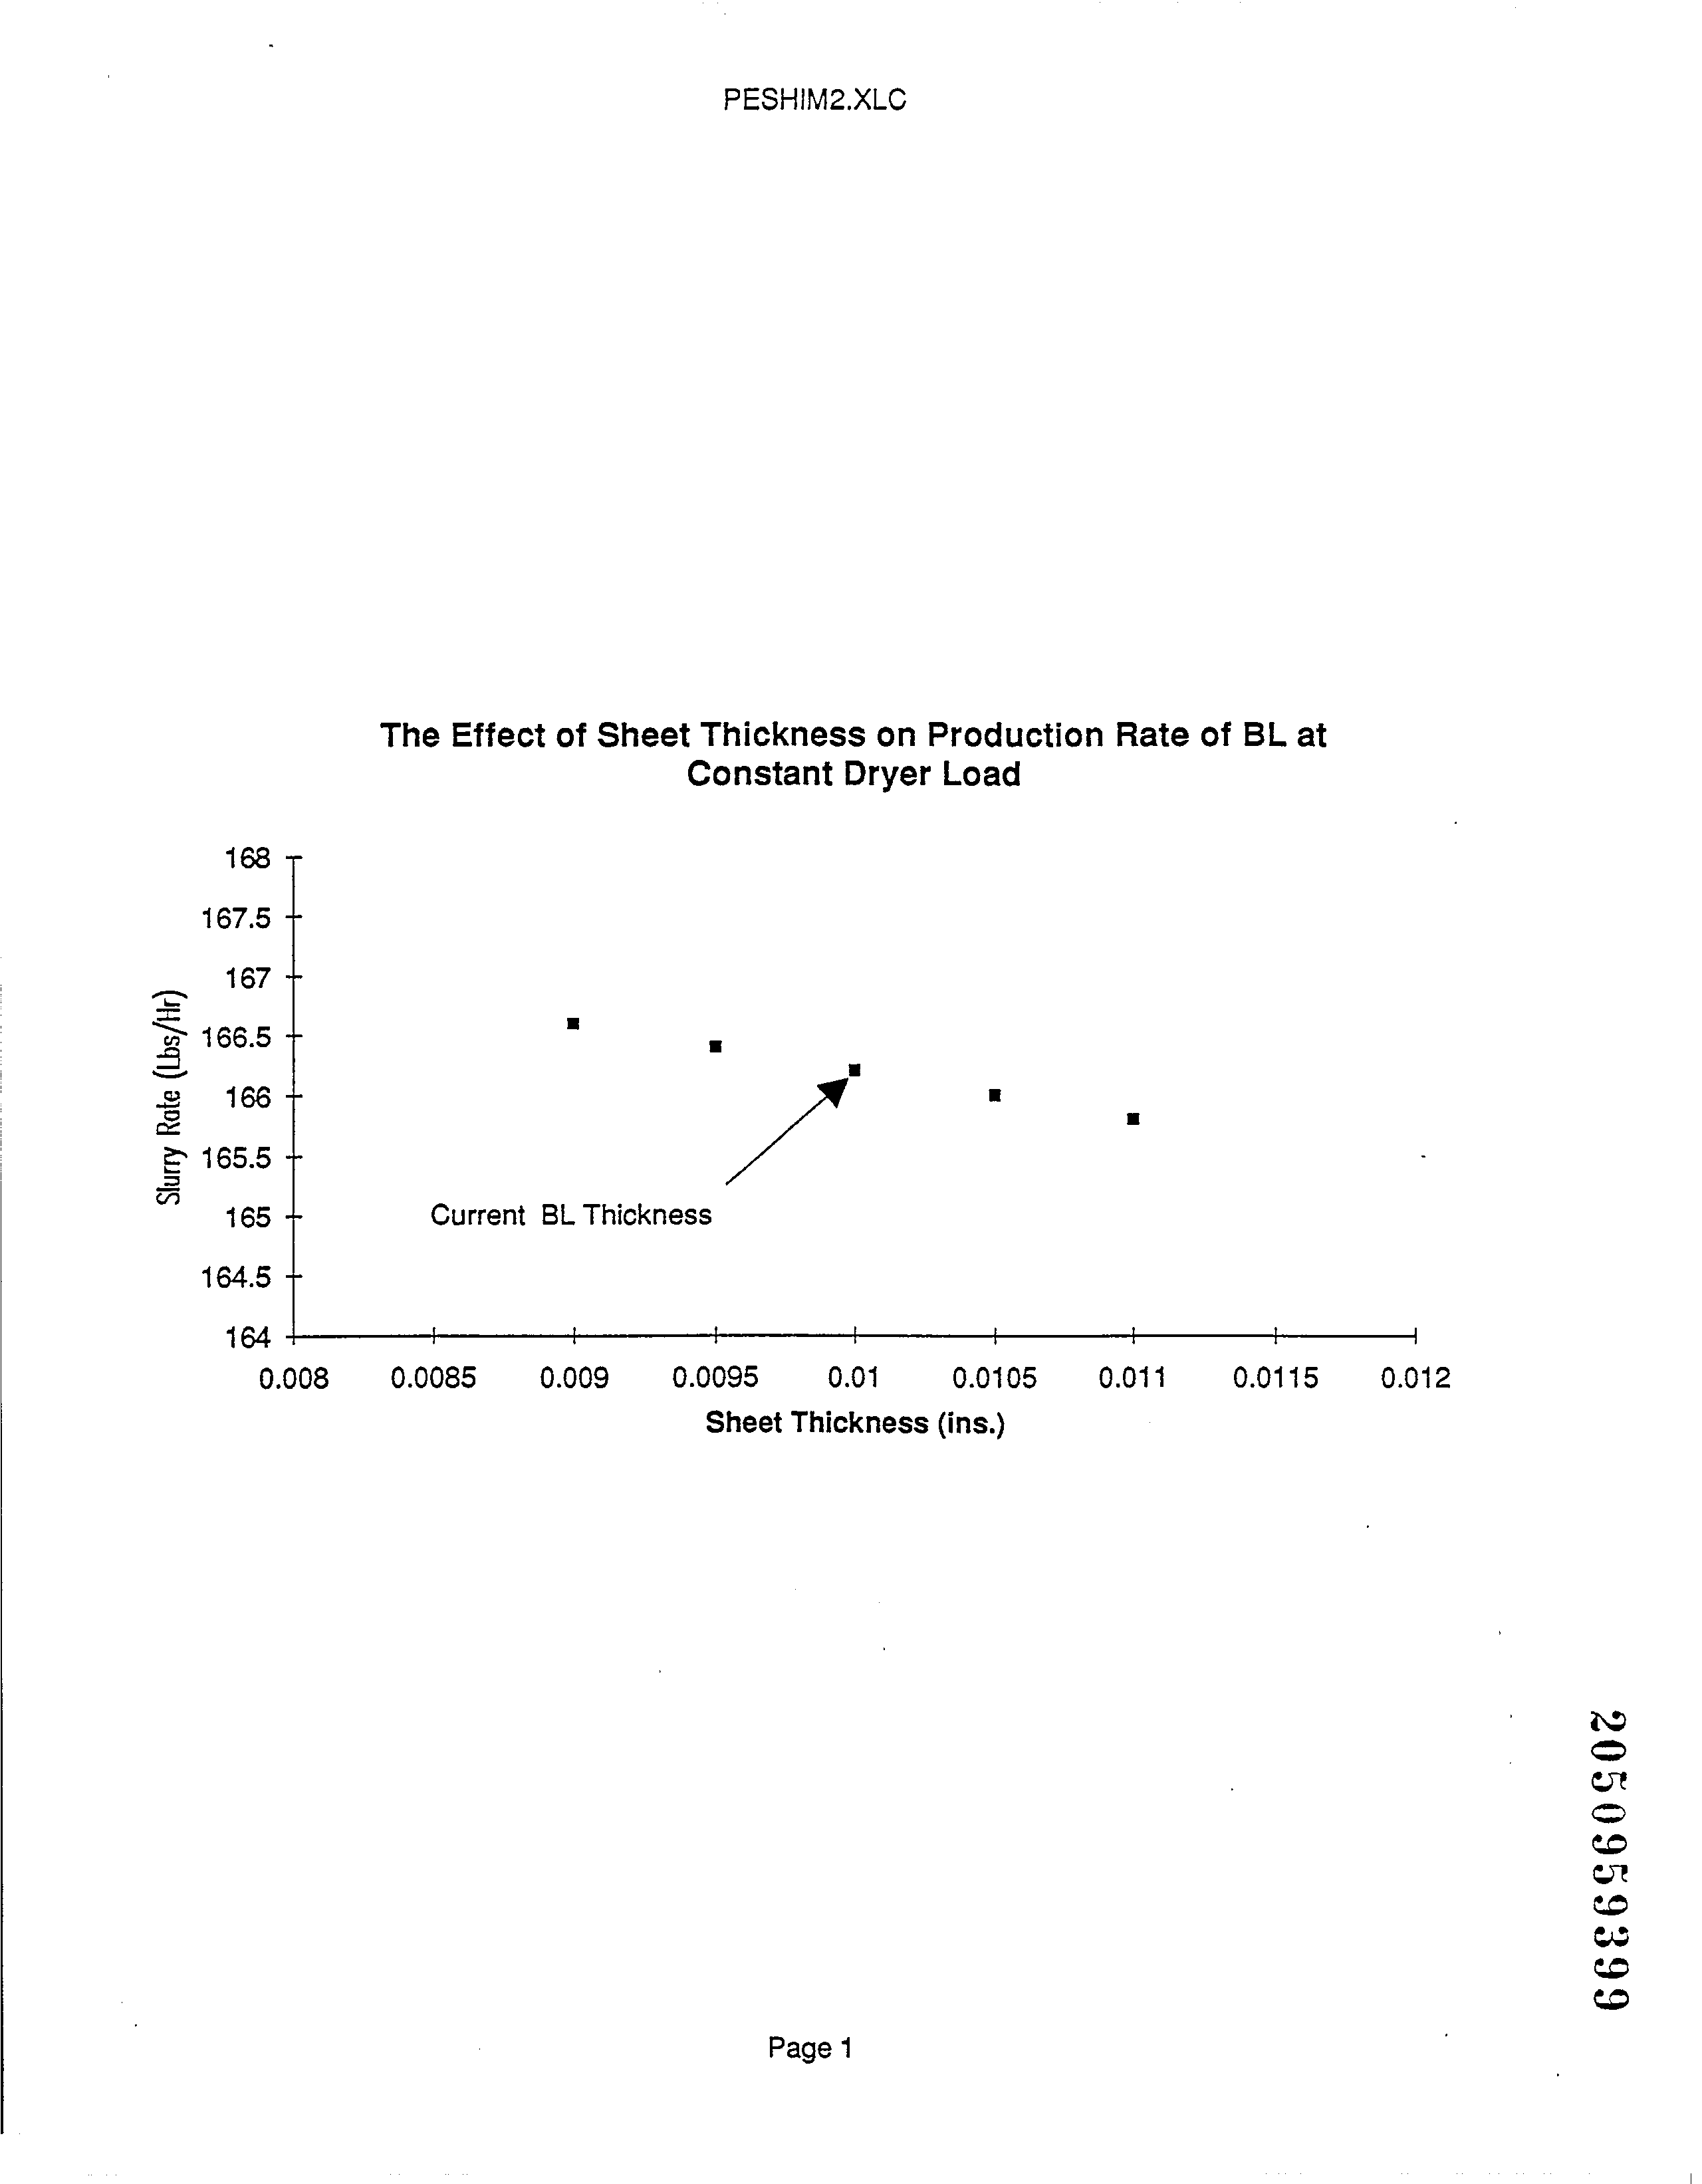 PESHIM2.XLC
The Effect of Sheet Thickness on Production Rate of BL at
Constant Dryer Load
168
167.5
167
166.5
166
165.5
165
164.5
164
Slurry Rate (Lbs/Hr)
Current BL Thickness
0.008 0.0085 0.009 0.0095 0.01 0.0105 0.011 0.0115 0.012
Sheet Thickness (ins.)
2050959399
Page 1